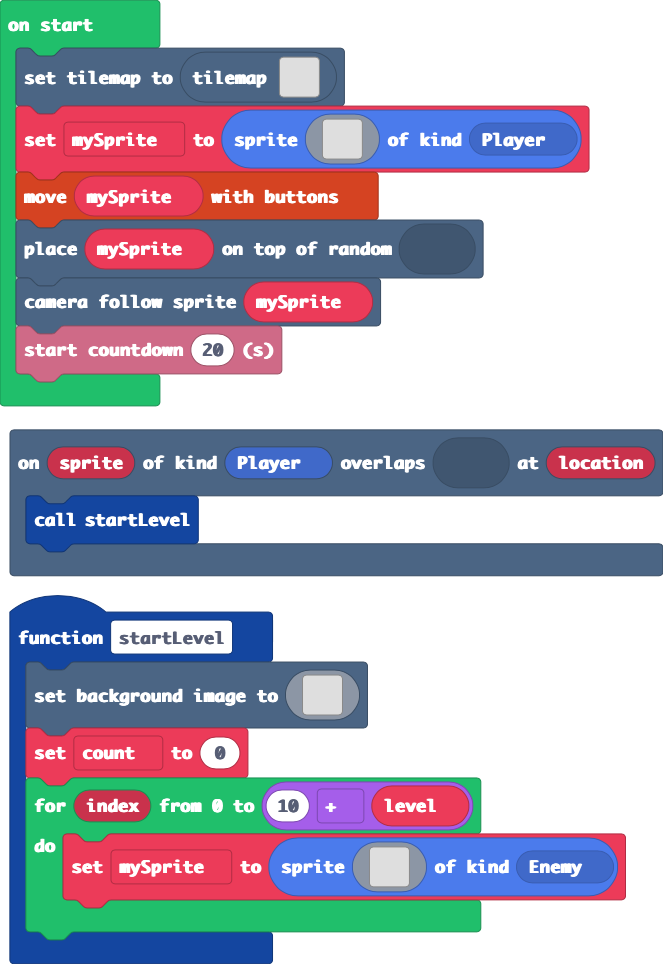 on start
set tilemap to tilemap
set mySprite to sprite of kind Player
move mySprite with buttons
place mySprite on top of random
camera follow sprite mySprite
start countdown 20 (s)
on sprite of kind Player overlaps at location
call startLevel
function startLevel
set background image to
set count to 0
for index from 0 to 10 + level
do
set mySprite to sprite of kind Enemy